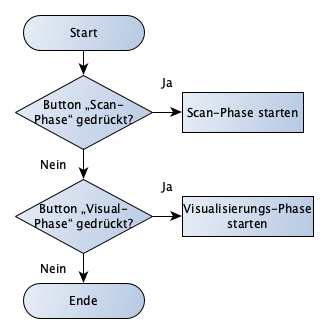 Start
Button „Scan-
Phase“ gedrückt?
Ja
Scan-Phase starten
Nein
Button „Visual-
Phase“ gedrückt?
Ja
Visualisierungs-Phase
starten
Nein
Ende